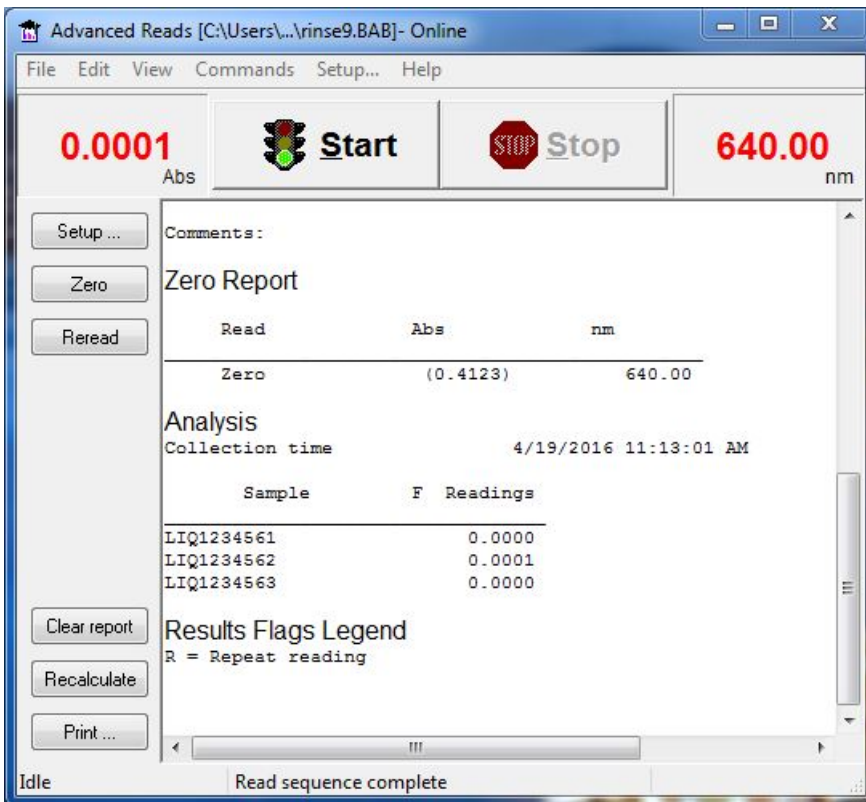 Advanced Reads [C:\Users\...\rinse9.BAB]- Online
File Edit View Commands Setup... Help
0.0001
Abs
Start
STOP Stop
640.00
nm
Setup ...
Zero
Reread
Clear report
Recalculate
Print ...
Comments:
Zero Report
Read Abs nm
Zero (0.4123) 640.00
Analysis
Collection time 4/19/2016 11:13:01 AM
Sample F Readings
LIQ1234561 0.0000
LIQ1234562 0.0001
LIQ1234563 0.0000
Results Flags Legend
R = Repeat reading
Idle Read sequence complete